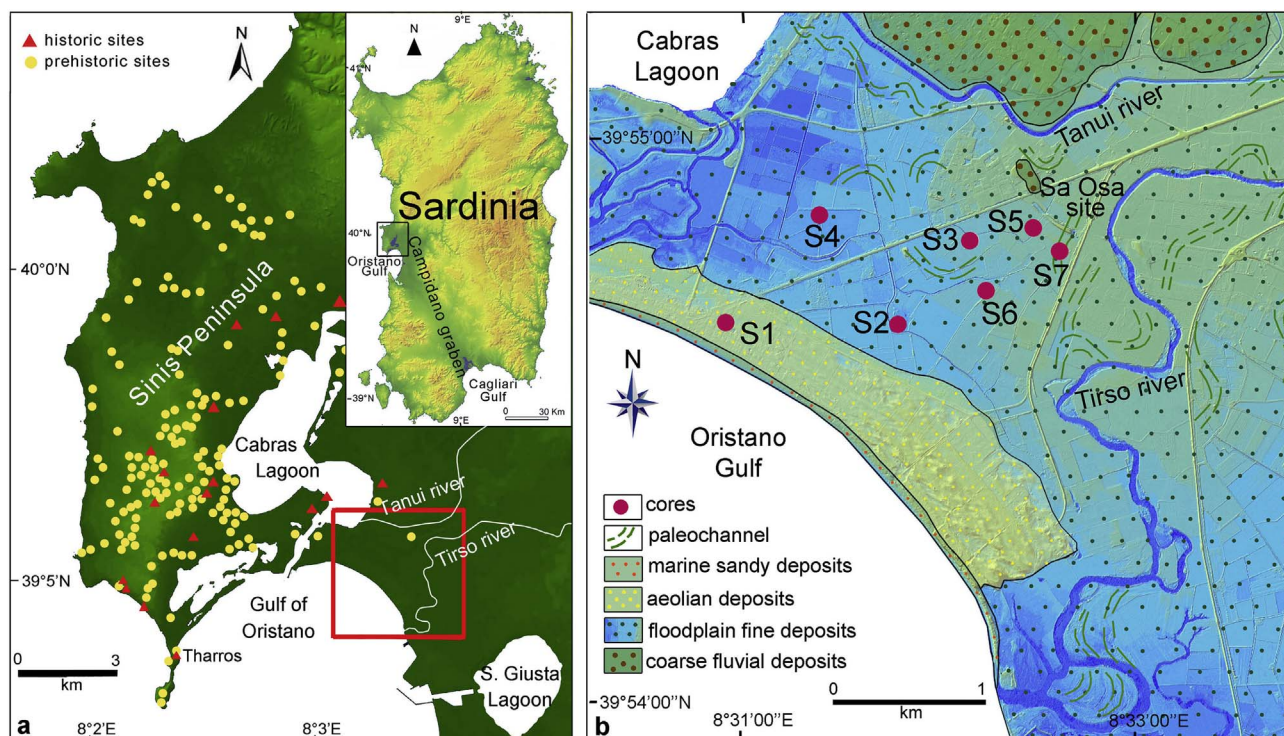 historic sites
prehistoric sites
N
Sinis Peninsula
Cabras
Lagoon
Tanui river
Tirso river
Gulf of
Oristano
Tharros
S. Giusta
Lagoon
40°0'N
39°5'N
8°2'E
8°3'E
0 3
km
a
9°E
N
41°N
Sardinia
40°N
Oristano
Gulf
Campidano graben
Cagliari
Gulf
39°N
9°E
0 30 Km
Cabras
Lagoon
39°55'00''N
Tanui river
Sa Osa
site
S4
S3
S5
S7
S6
S2
S1
Tirso river
N
Oristano
Gulf
cores
paleochannel
marine sandy deposits
aeolian deposits
floodplain fine deposits
coarse fluvial deposits
0 1
km
39°54'00''N
8°31'00''E
8°33'00''E
b